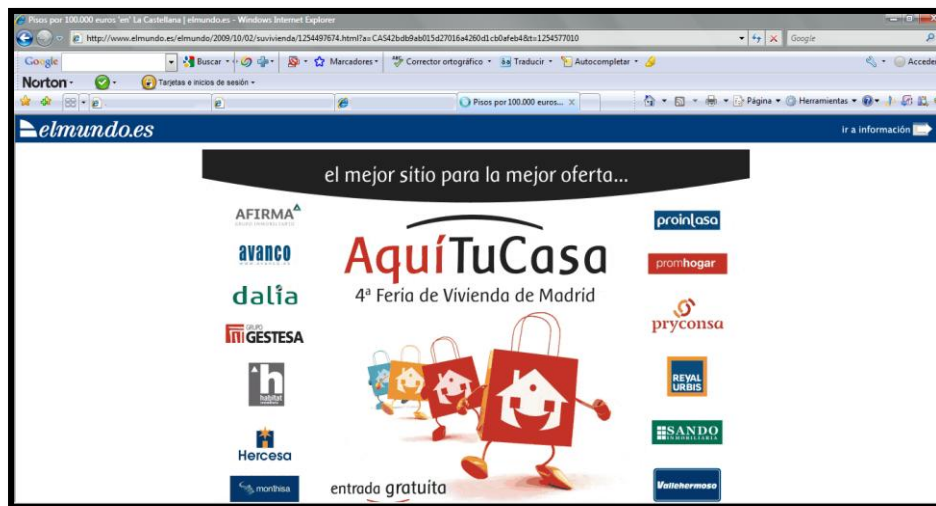 Pisos por 100.000 euros 'en' La Castellana | elmundo.es - Windows Internet Explorer
http://www.elmundo.es/elmundo/2009/10/02/suvivienda/1254497674.html?a=CA542bdb9ab015d27016a4260d1cb0afeb4&t=1254577010
Google
Google
Buscar
Marcadores
Corrector ortográfico
Traducir
Autocompletar
Acceder
Norton
Tarjetas e inicios de sesión
Pisos por 100.000 euros...
Página
Herramientas
elmundo.es
ir a información
el mejor sitio para la mejor oferta...
AFIRMA
avanco
dalia
GRUPO
GESTESA
habitat
Hercesa
monthisa
AquíTuCasa
4ª Feria de Vivienda de Madrid
entrada gratuita
proinlasa
promhogar
pryconsa
REYAL
URBIS
SANDO
INMOBILIARIA
Vallehermoso